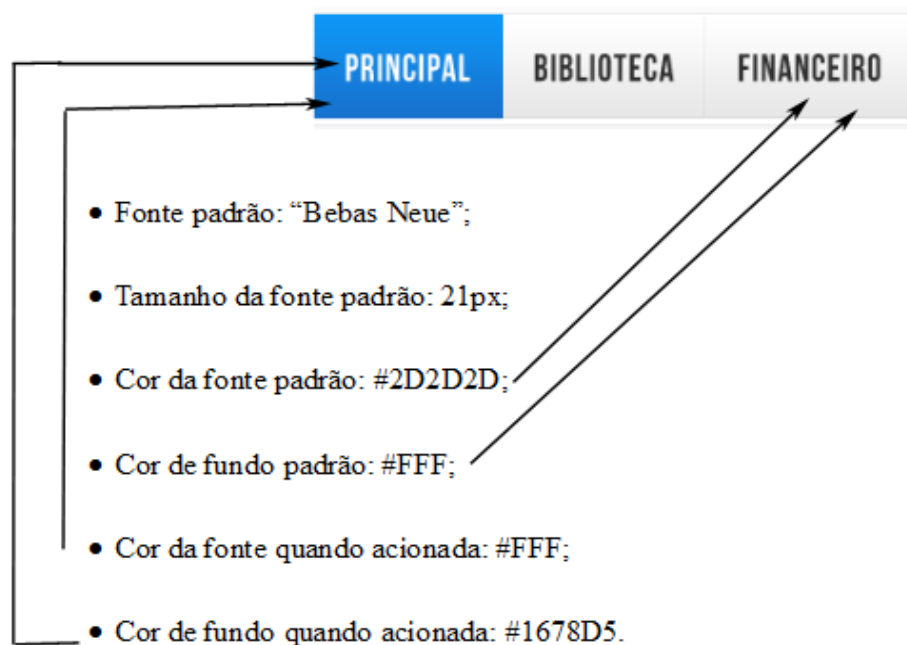 PRINCIPAL BIBLIOTECA FINANCEIRO
• Fonte padrão: “Bebas Neue”;
• Tamanho da fonte padrão: 21px;
• Cor da fonte padrão: #2D2D2D;
• Cor de fundo padrão: #FFF;
• Cor da fonte quando acionada: #FFF;
• Cor de fundo quando acionada: #1678D5.